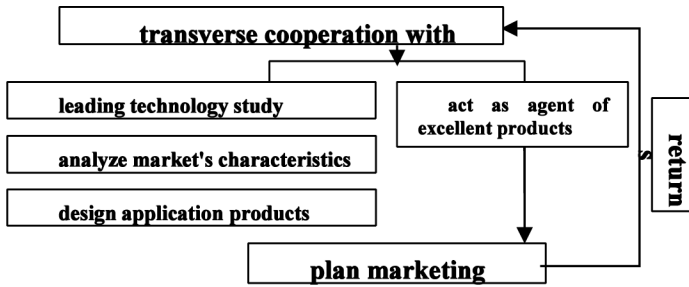 transverse cooperation with
leading technology study
act as agent of
excellent products
analyze market's characteristics
design application products
plan marketing
return
s